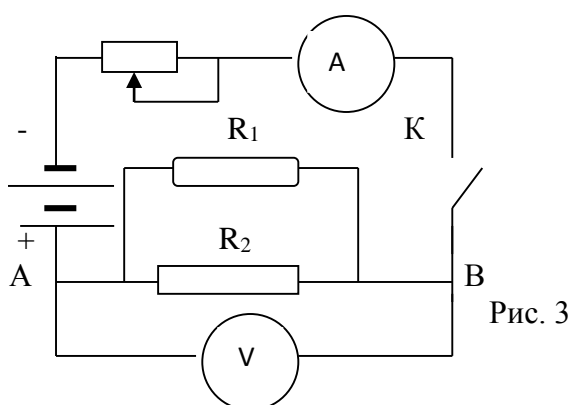 A
- R₁ К
+ R₂
А В
Рис. 3
V